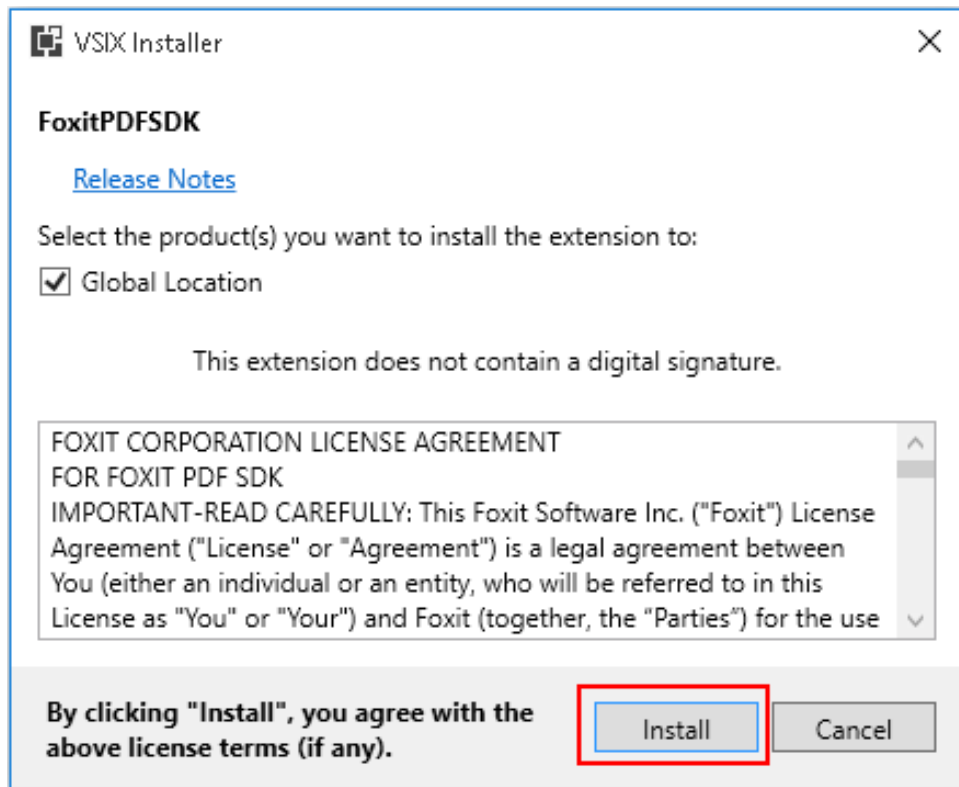 VSIX Installer
FoxitPDFSDK
Release Notes
Select the product(s) you want to install the extension to:
Global Location
This extension does not contain a digital signature.
FOXIT CORPORATION LICENSE AGREEMENT
FOR FOXIT PDF SDK
IMPORTANT-READ CAREFULLY: This Foxit Software Inc. ("Foxit") License
Agreement ("License" or "Agreement") is a legal agreement between
You (either an individual or an entity, who will be referred to in this
License as "You" or "Your") and Foxit (together, the “Parties”) for the use
By clicking "Install", you agree with the
above license terms (if any).
Install
Cancel